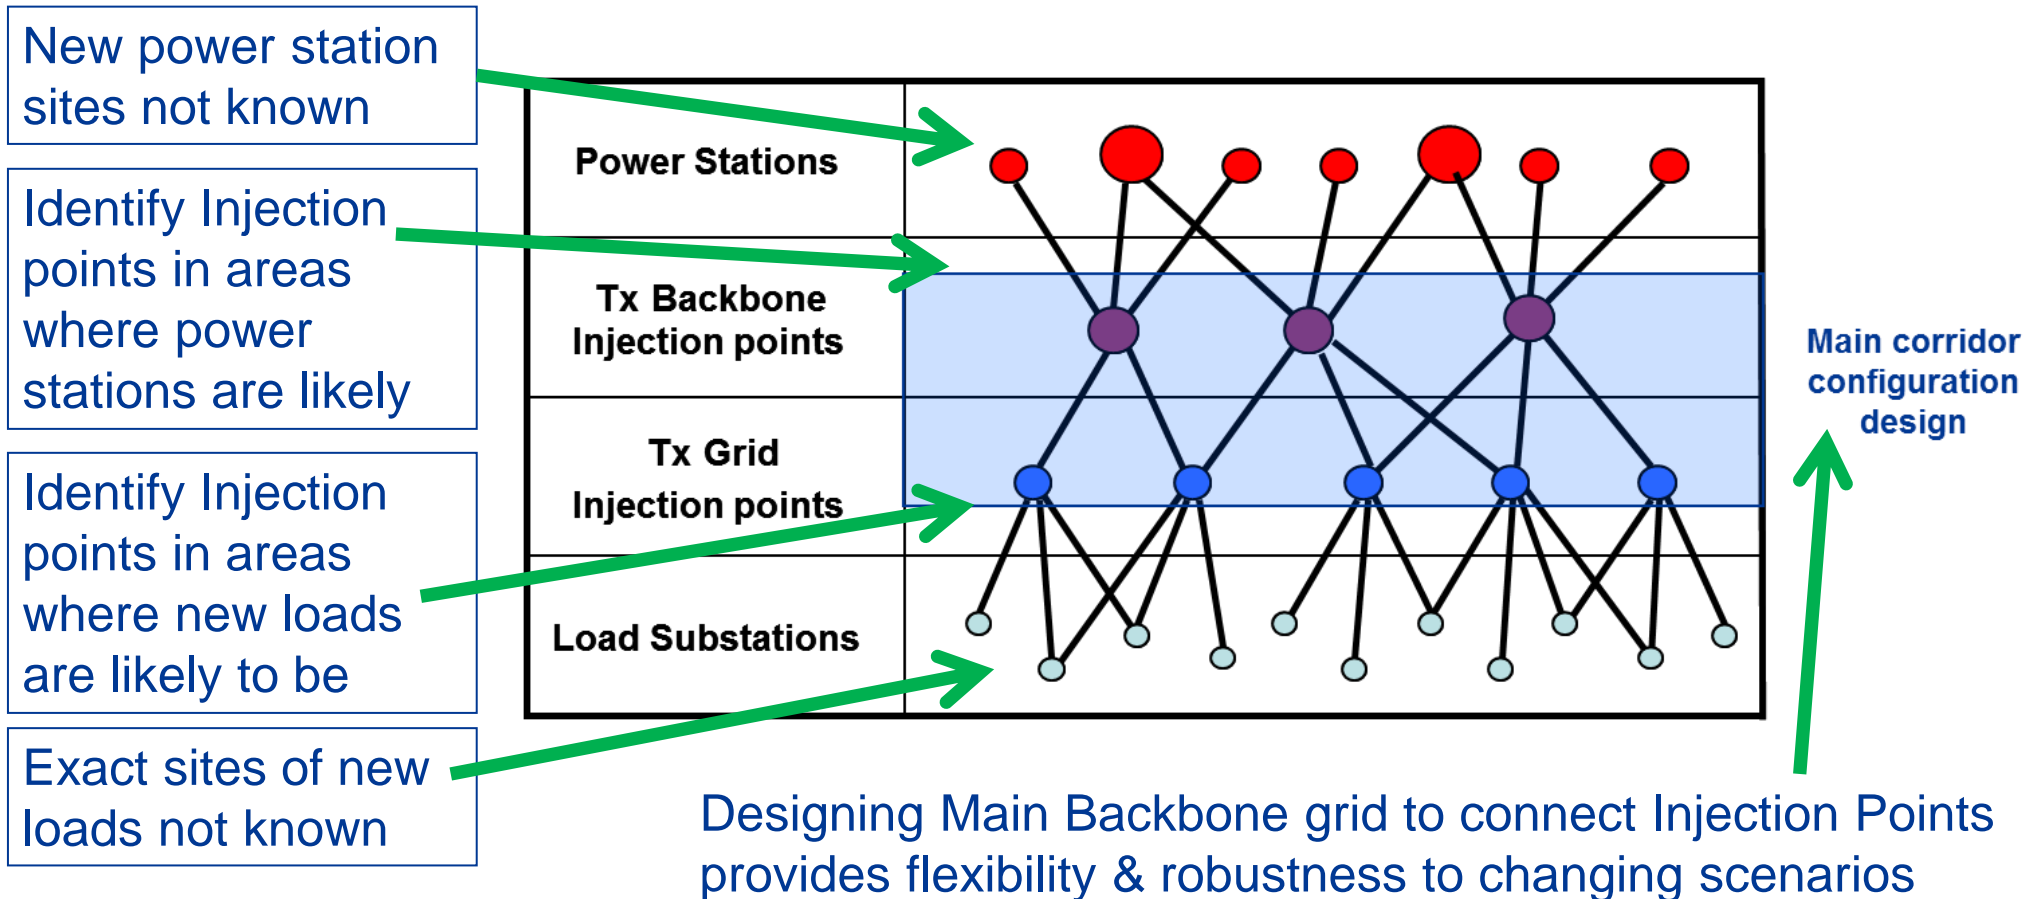 New power station
sites not known
Identify Injection
points in areas
where power
stations are likely
Identify Injection
points in areas
where new loads
are likely to be
Exact sites of new
loads not known
Power Stations
Tx Backbone
Injection points
Tx Grid
Injection points
Load Substations
Main corridor
configuration
design
Designing Main Backbone grid to connect Injection Points
provides flexibility & robustness to changing scenarios